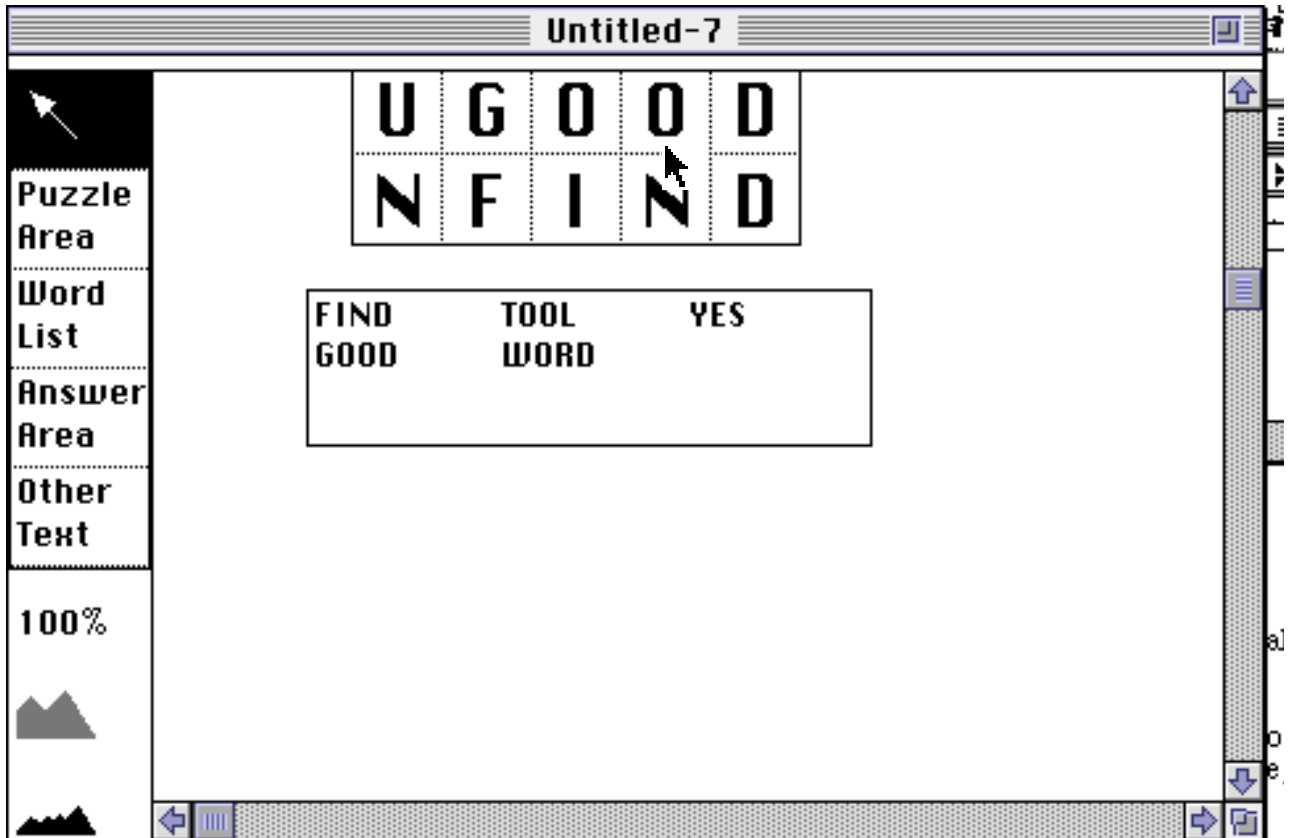 Untitled-7
U G O O D
N F I N D
Puzzle
Area
Word
List
Answer
Area
Other
Text
100%
FIND TOOL YES
GOOD WORD